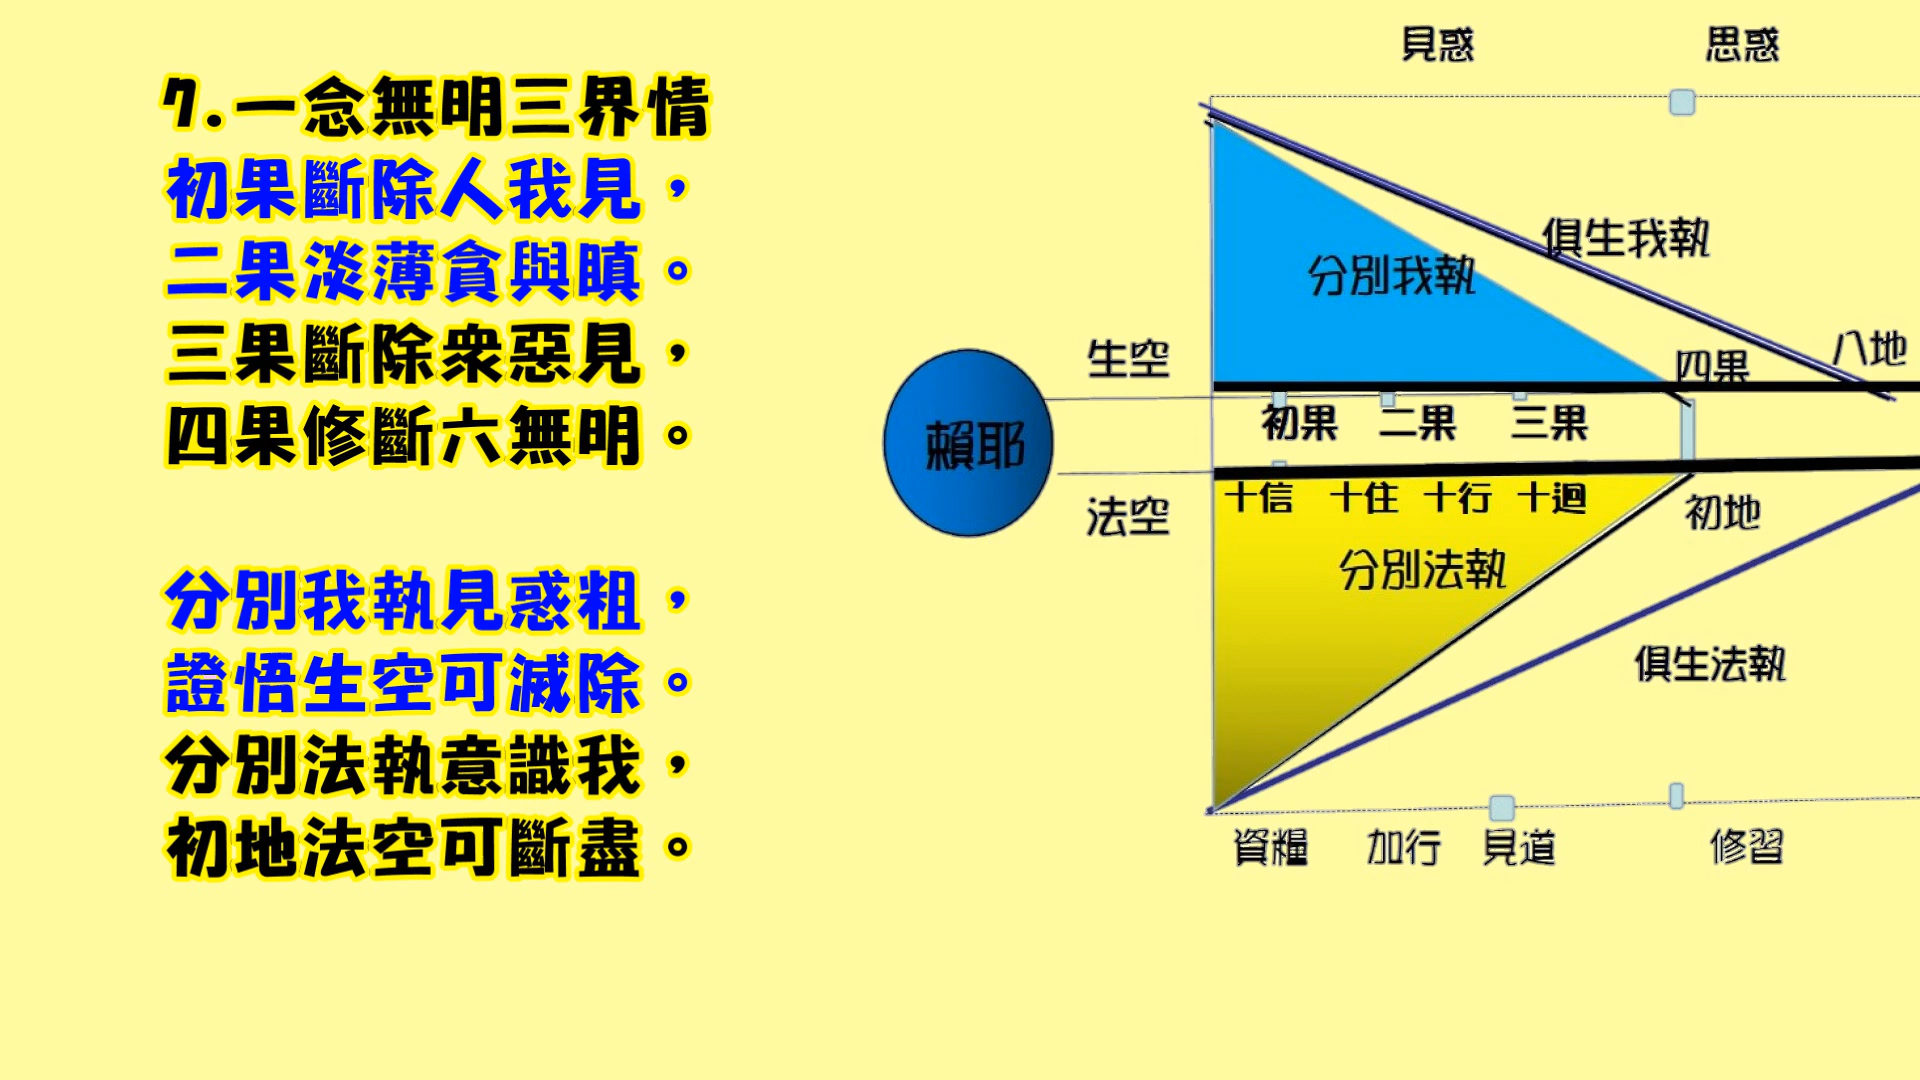 7.一念無明三界情
初果斷除人我見，
二果淡薄貪與瞋。
三果斷除眾惡見，
四果修斷六無明。
分別我執見惑粗，
證悟生空可滅除。
分別法執意識我，
初地法空可斷盡。
見惑 思惑
俱生我執
分別我執
生空 四果 八地
初果 二果 三果
賴耶
十信 十住 十行 十迴 初地
法空
分別法執
俱生法執
資糧 加行 見道 修習